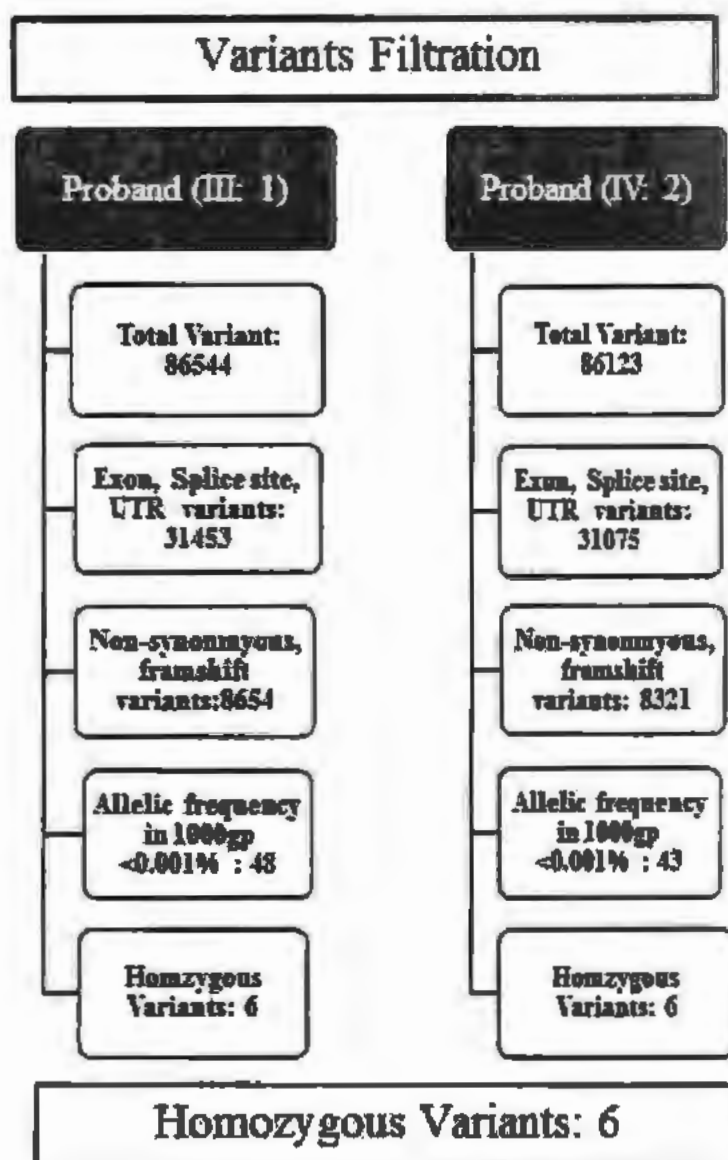 Variants Filtration
Proband (III: 1)
Total Variant:
86544
Exon, Splice site,
UTR variants:
31453
Non-synonmyous,
framshift
variants:8654
Allelic frequency
in 1000gp
<0.001% : 48
Homzygous
Variants: 6
Proband (IV: 2)
Total Variant:
86123
Exon, Splice site,
UTR variants:
31075
Non-synonmyous,
framshift
variants: 8321
Allelic frequency
in 1000gp
<0.001% : 43
Homzygous
Variants: 6
Homozygous Variants: 6